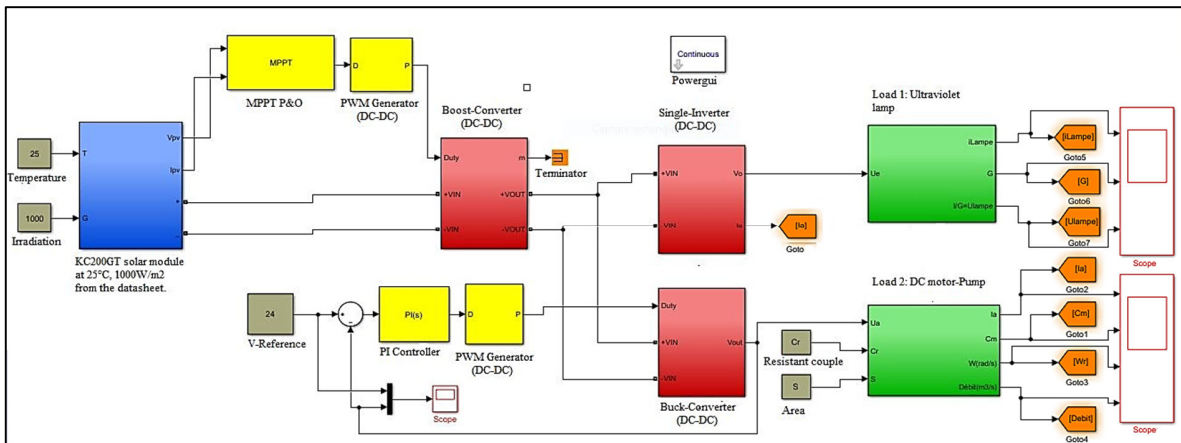 MPPT
MPPT P&O
D
P
PWM Generator
(DC-DC)
Continuous
Powergui
25
Temperature
1000
Irradiation
T
G
Vpv
Ipv
+
-
KC200GT solar module
at 25°C, 1000W/m2
from the datasheet.
Boost-Converter
(DC-DC)
Duty
+VIN
-VIN
m
+VOUT
-VOUT
Terminator
Single-Inverter
(DC-DC)
+VIN
-VIN
Vo
[Ia]
Goto
Load 1: Ultraviolet
lamp
Ue
iLampe
G
I/G=Ulampe
[iLampe]
Goto5
[G]
Goto6
[Ulampe]
Goto7
Scope
24
V-Reference
+
-
PI(s)
PI Controller
D
P
PWM Generator
(DC-DC)
Scope
Duty
+VIN
-VIN
Vout
Buck-Converter
(DC-DC)
Cr
Resistant couple
S
Area
Load 2: DC motor-Pump
Ua
Cr
S
Ia
Cm
W(rad/s)
Débit(m3/s)
[Ia]
Goto2
[Cm]
Goto1
[Wr]
Goto3
[Debit]
Goto4
Scope